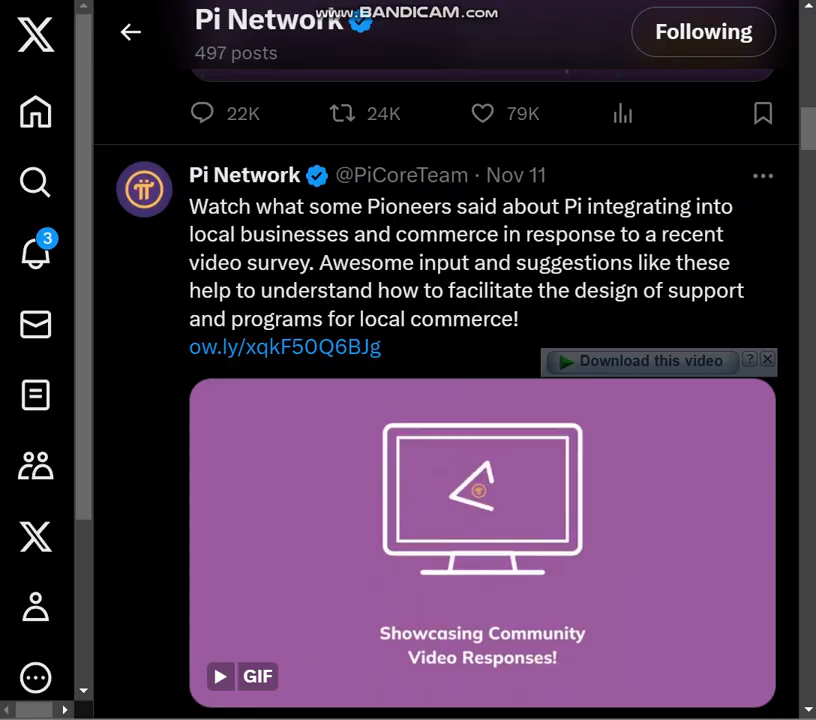 www.BANDICAM.com
Pi Network
497 posts
Following
22K
24K
79K
Pi Network @PiCoreTeam · Nov 11
Watch what some Pioneers said about Pi integrating into
local businesses and commerce in response to a recent
video survey. Awesome input and suggestions like these
help to understand how to facilitate the design of support
and programs for local commerce!
ow.ly/xqkF50Q6BJg
Download this video ? X
3
Showcasing Community
Video Responses!
GIF